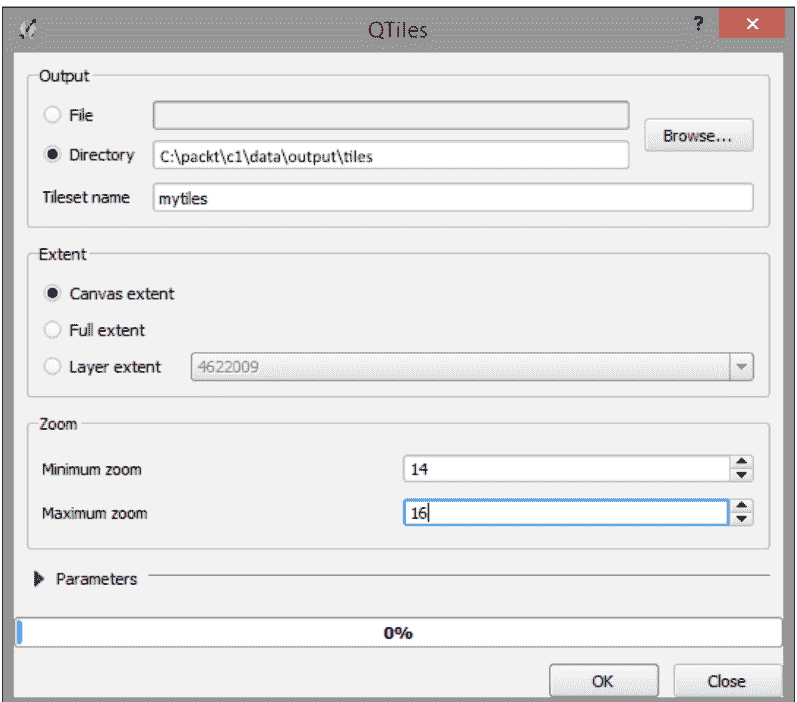 QTiles
?
Output
File
Browse...
Directory C:\packt\c1\data\output\tiles
Tileset name mytiles
Extent
Canvas extent
Full extent
Layer extent 4622009
Zoom
Minimum zoom 14
Maximum zoom 16
Parameters
0%
OK Close